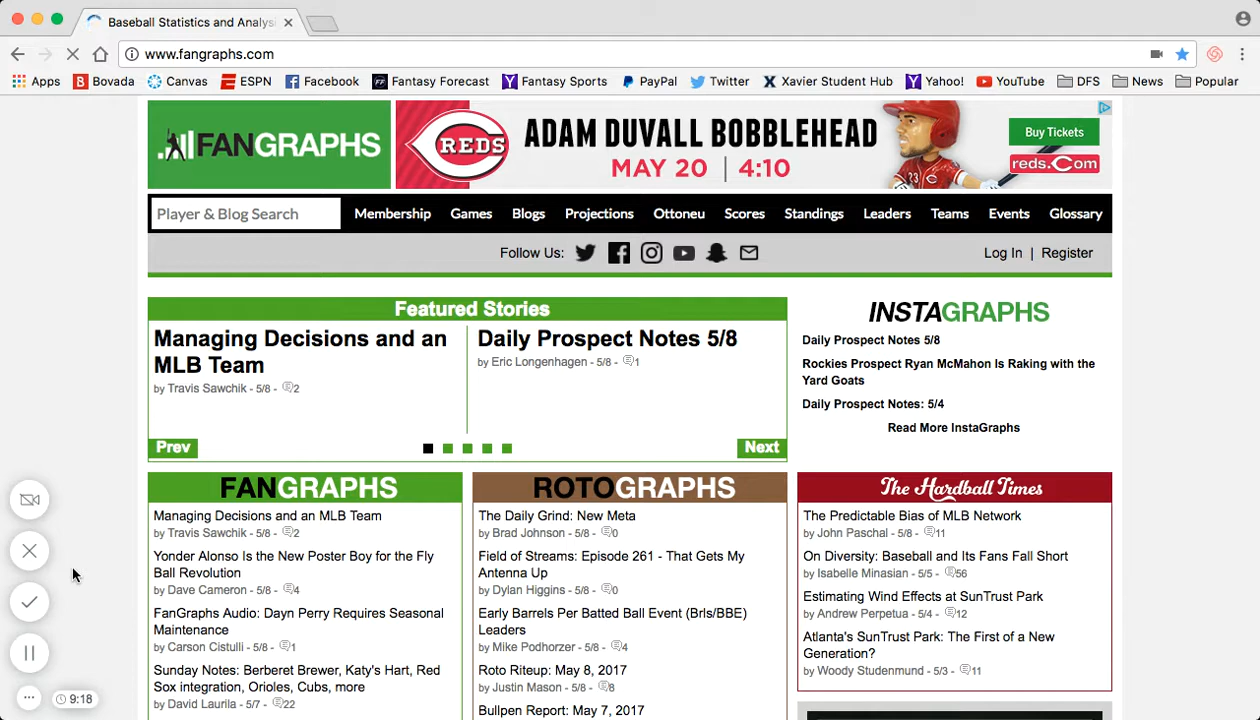 Baseball Statistics and Analysi
www.fangraphs.com
Apps Bovada Canvas ESPN Facebook Fantasy Forecast Fantasy Sports PayPal Twitter Xavier Student Hub Yahoo! YouTube DFS News Popular
FANGRAPHS
REDS
ADAM DUVALL BOBBLEHEAD
MAY 20 | 4:10
23
Buy Tickets
reds.com
Player & Blog Search Membership Games Blogs Projections Ottoneu Scores Standings Leaders Teams Events Glossary
Follow Us:
Log In | Register
Featured Stories
Managing Decisions and an
MLB Team
by Travis Sawchik - 5/8 - 2
Daily Prospect Notes 5/8
by Eric Longenhagen - 5/8 - 1
Prev
Next
INSTAGRAPHS
Daily Prospect Notes 5/8
Rockies Prospect Ryan McMahon Is Raking with the
Yard Goats
Daily Prospect Notes: 5/4
Read More InstaGraphs
FANGRAPHS
Managing Decisions and an MLB Team
by Travis Sawchik - 5/8 - 2
Yonder Alonso Is the New Poster Boy for the Fly
Ball Revolution
by Dave Cameron - 5/8 - 4
FanGraphs Audio: Dayn Perry Requires Seasonal
Maintenance
by Carson Cistulli - 5/8 - 1
Sunday Notes: Berberet Brewer, Katy's Hart, Red
Sox integration, Orioles, Cubs, more
by David Laurila - 5/7 - 22
ROTOGRAPHS
The Daily Grind: New Meta
by Brad Johnson - 5/8 - 0
Field of Streams: Episode 261 - That Gets My
Antenna Up
by Dylan Higgins - 5/8 - 0
Early Barrels Per Batted Ball Event (Brls/BBE)
Leaders
by Mike Podhorzer - 5/8 - 4
Roto Riteup: May 8, 2017
by Justin Mason - 5/8 - 8
Bullpen Report: May 7, 2017
The Hardball Times
The Predictable Bias of MLB Network
by John Paschal - 5/8 - 11
On Diversity: Baseball and Its Fans Fall Short
by Isabelle Minasian - 5/5 - 56
Estimating Wind Effects at SunTrust Park
by Andrew Perpetua - 5/4 - 12
Atlanta's SunTrust Park: The First of a New
Generation?
by Woody Studenmund - 5/3 - 11
9:18